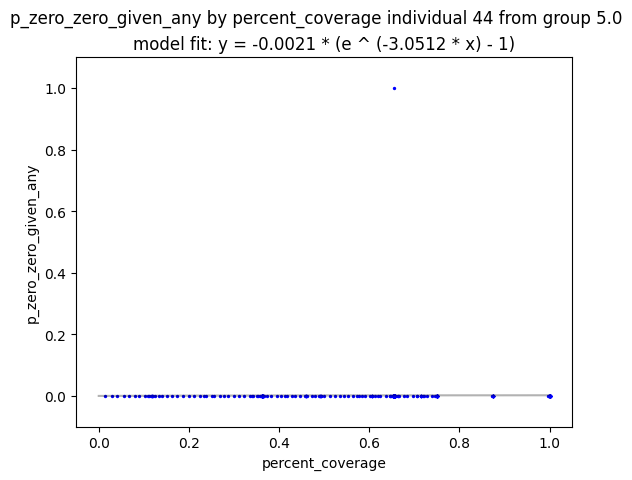 p_zero_zero_given_any by percent_coverage individual 44 from group 5.0
model fit: y = -0.0021 * (e ^ (-3.0512 * x) - 1)
1.0
0.8
0.6
0.4
0.2
0.0
p_zero_zero_given_any
0.0 0.2 0.4 0.6 0.8 1.0
percent_coverage